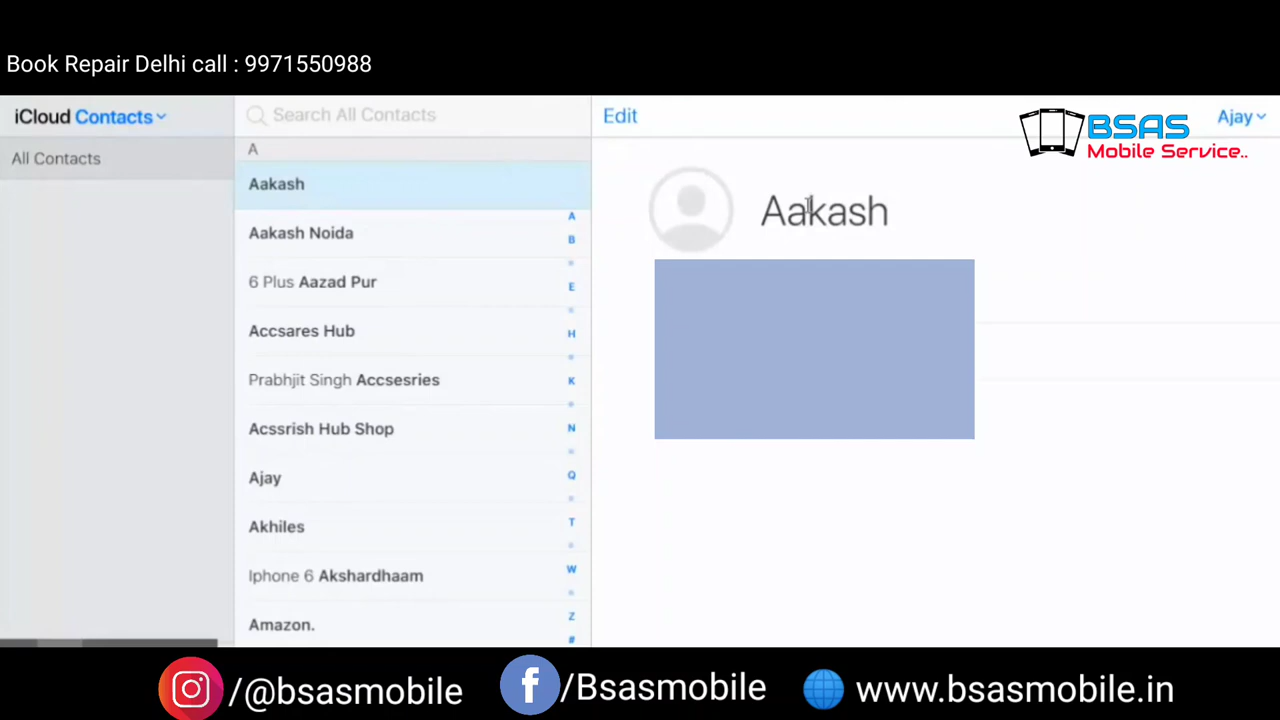 Book Repair Delhi call : 9971550988
iCloud Contacts
Search All Contacts
Edit
BSAS
Mobile Service..
Ajay
All Contacts
A
Aakash
Aakash
Aakash Noida
6 Plus Aazad Pur
Accsares Hub
Prabhjit Singh Accsesries
Acssrish Hub Shop
Ajay
Akhiles
Iphone 6 Akshardhaam
Amazon.
A
B
E
H
K
N
Q
T
W
Z
#
/@bsasmobile
f /Bsasmobile
www.bsasmobile.in